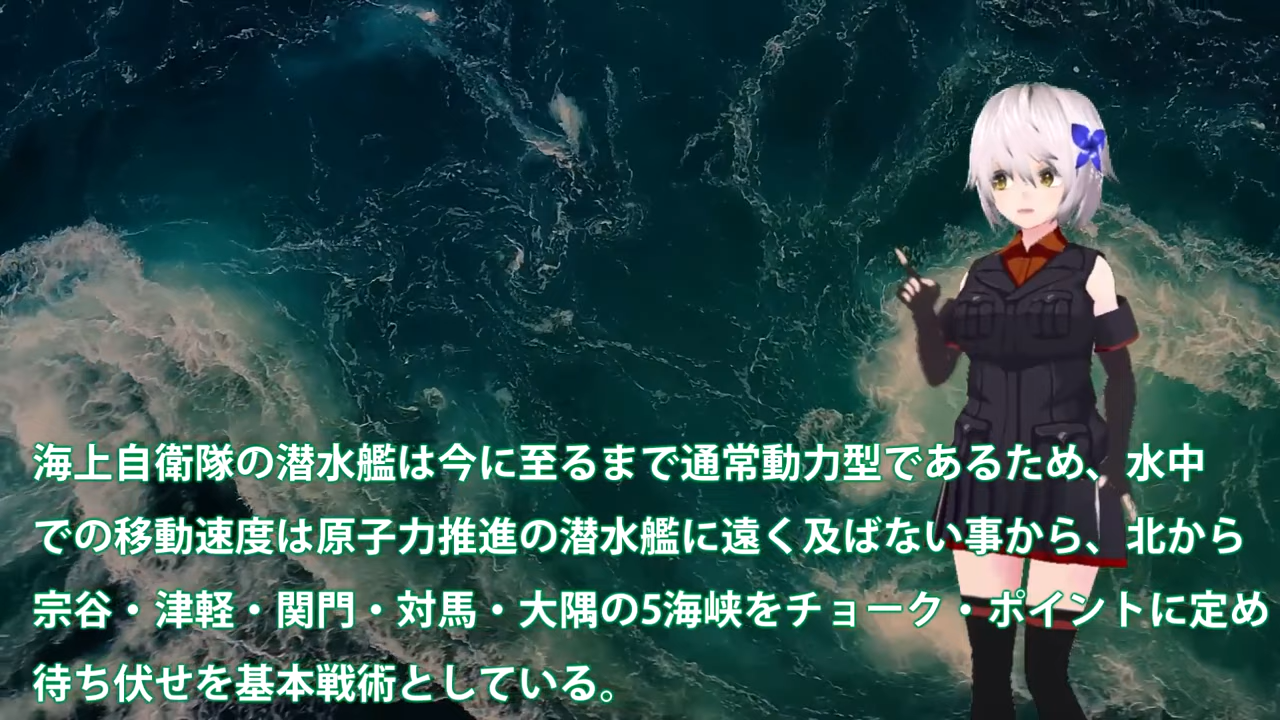 海上自衛隊の潜水艦は今に至るまで通常動力型であるため、水中
での移動速度は原子力推進の潜水艦に遠く及ばない事から、北から
宗谷・津軽・関門・対馬・大隅の5海峡をチョーク・ポイントに定め
待ち伏せを基本戦術としている。